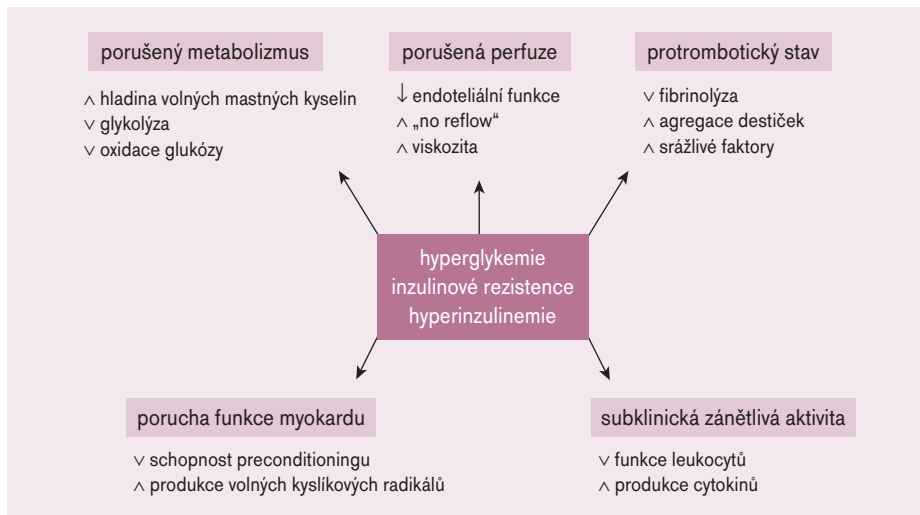 porušený metabolizmus
∧ hladina volných mastných kyselin
∨ glykolýza
∨ oxidace glukózy
porušená perfuze
↓ endoteliální funkce
∧ „no reflow“
∧ viskozita
protrombotický stav
∨ fibrinolýza
∧ agregace destiček
∧ srážlivé faktory
hyperglykemie
inzulinové rezistence
hyperinzulinemie
porucha funkce myokardu
∨ schopnost preconditioningu
∧ produkce volných kyslíkových radikálů
subklinická zánětlivá aktivita
∨ funkce leukocytů
∧ produkce cytokinů